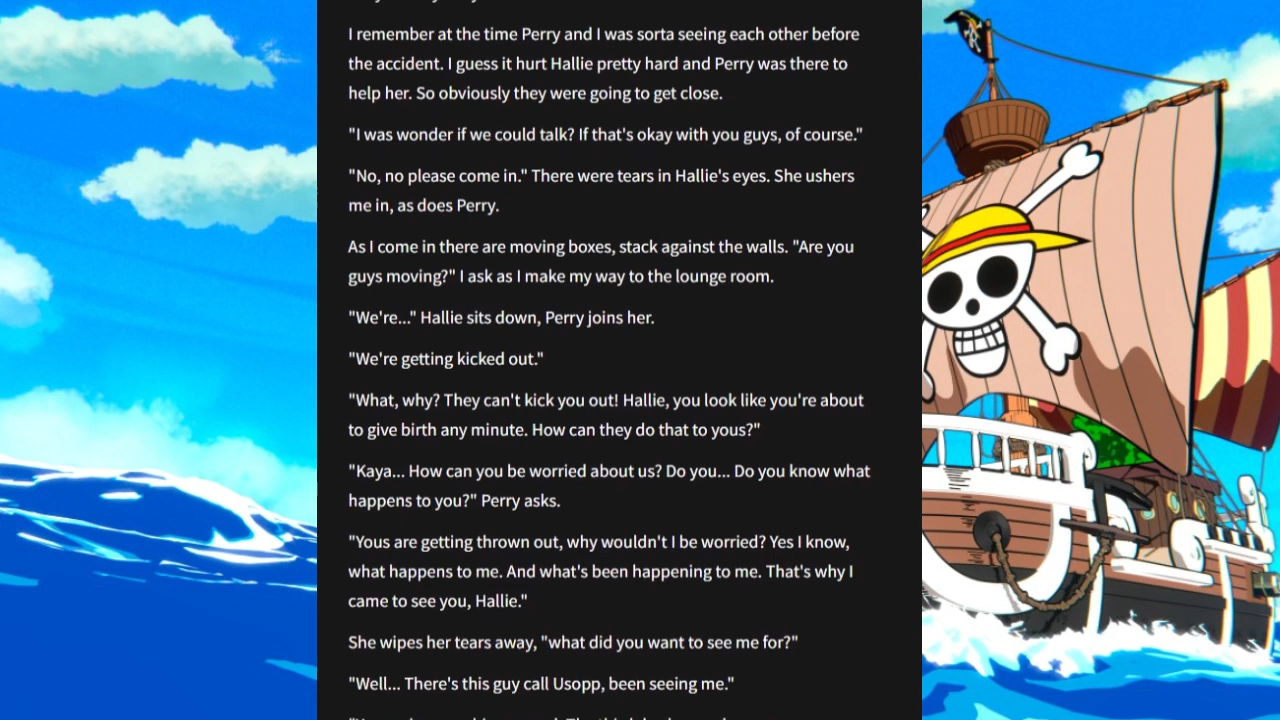 I remember at the time Perry and I was sorta seeing each other before
the accident. I guess it hurt Hallie pretty hard and Perry was there to
help her. So obviously they were going to get close.
"I was wonder if we could talk? If that's okay with you guys, of course."
"No, no please come in." There were tears in Hallie's eyes. She ushers
me in, as does Perry.
As I come in there are moving boxes, stack against the walls. "Are you
guys moving?" I ask as I make my way to the lounge room.
"We're..." Hallie sits down, Perry joins her.
"We're getting kicked out."
"What, why? They can't kick you out! Hallie, you look like you're about
to give birth any minute. How can they do that to yous?"
"Kaya... How can you be worried about us? Do you... Do you know what
happens to you?" Perry asks.
"Yous are getting thrown out, why wouldn't I be worried? Yes I know,
what happens to me. And what's been happening to me. That's why I
came to see you, Hallie."
She wipes her tears away, "what did you want to see me for?"
"Well... There's this guy call Usopp, been seeing me."